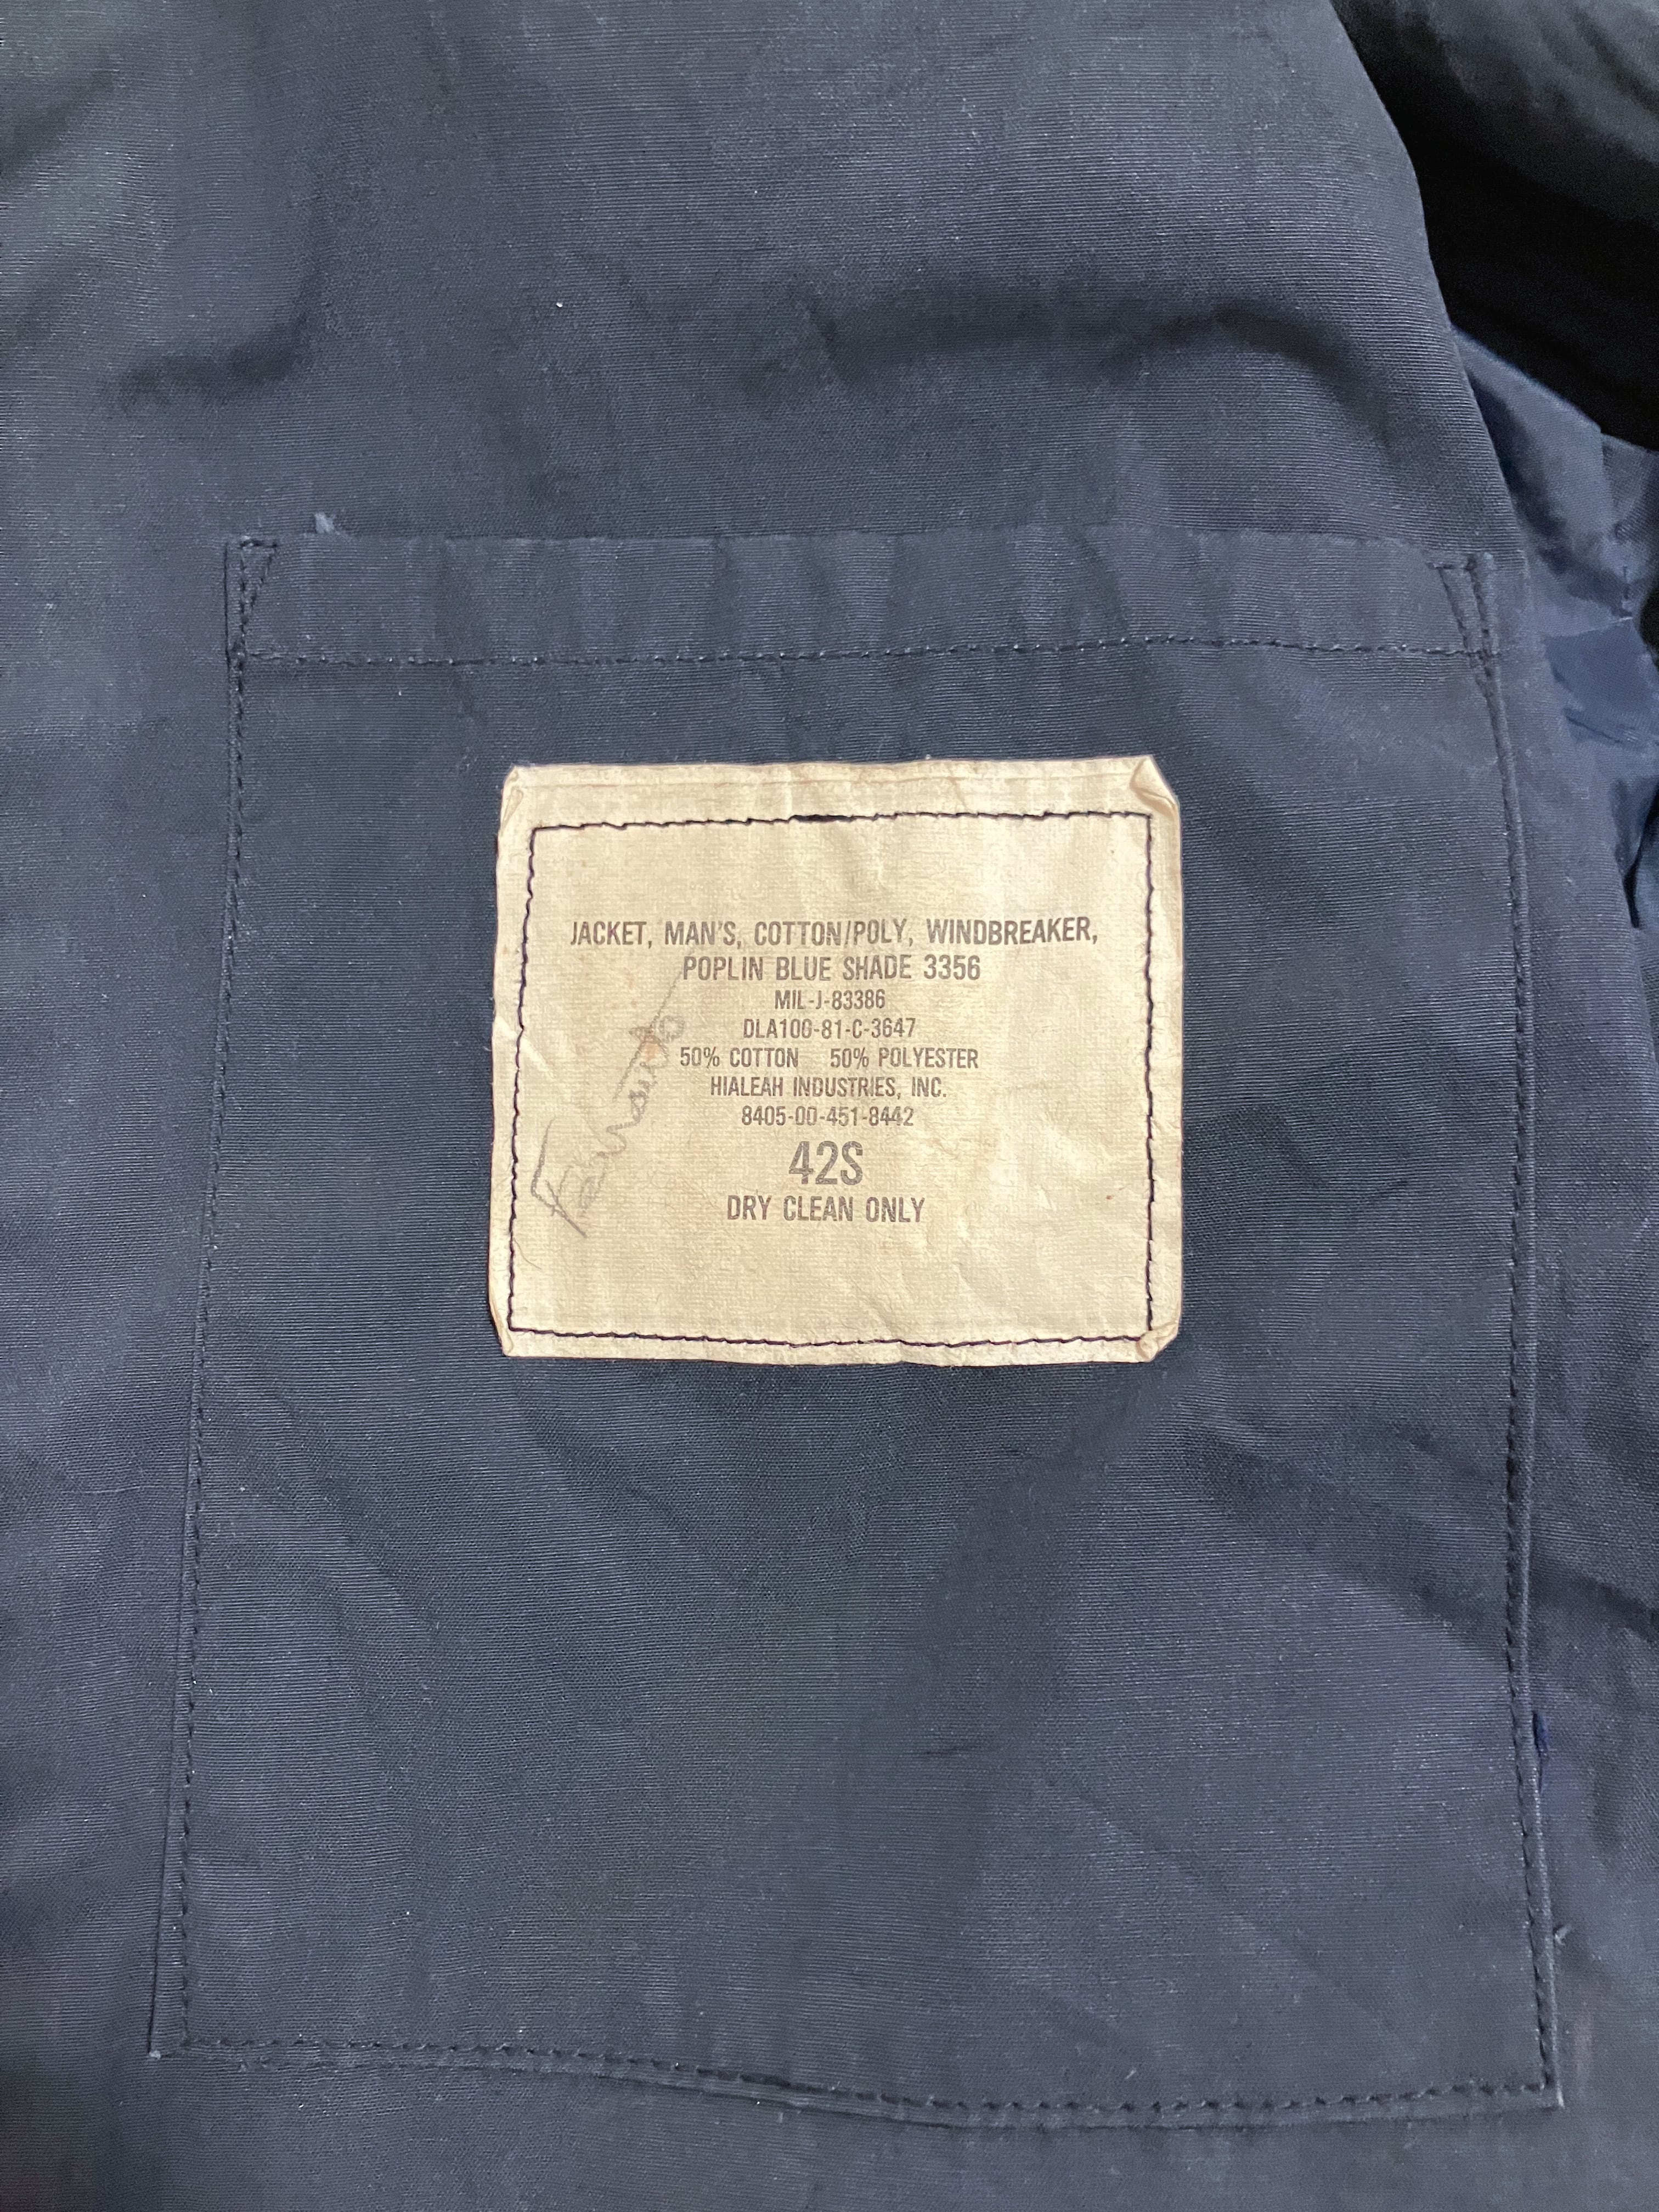 JACKET, MAN'S, COTTON/POLY, WINDBREAKER,
POPLIN BLUE SHADE 3356
MIL-J-83386
DLA100-81-C-3647
50% COTTON 50% POLYESTER
HIALEAH INDUSTRIES, INC.
8405-00-451-8442
42S
DRY CLEAN ONLY